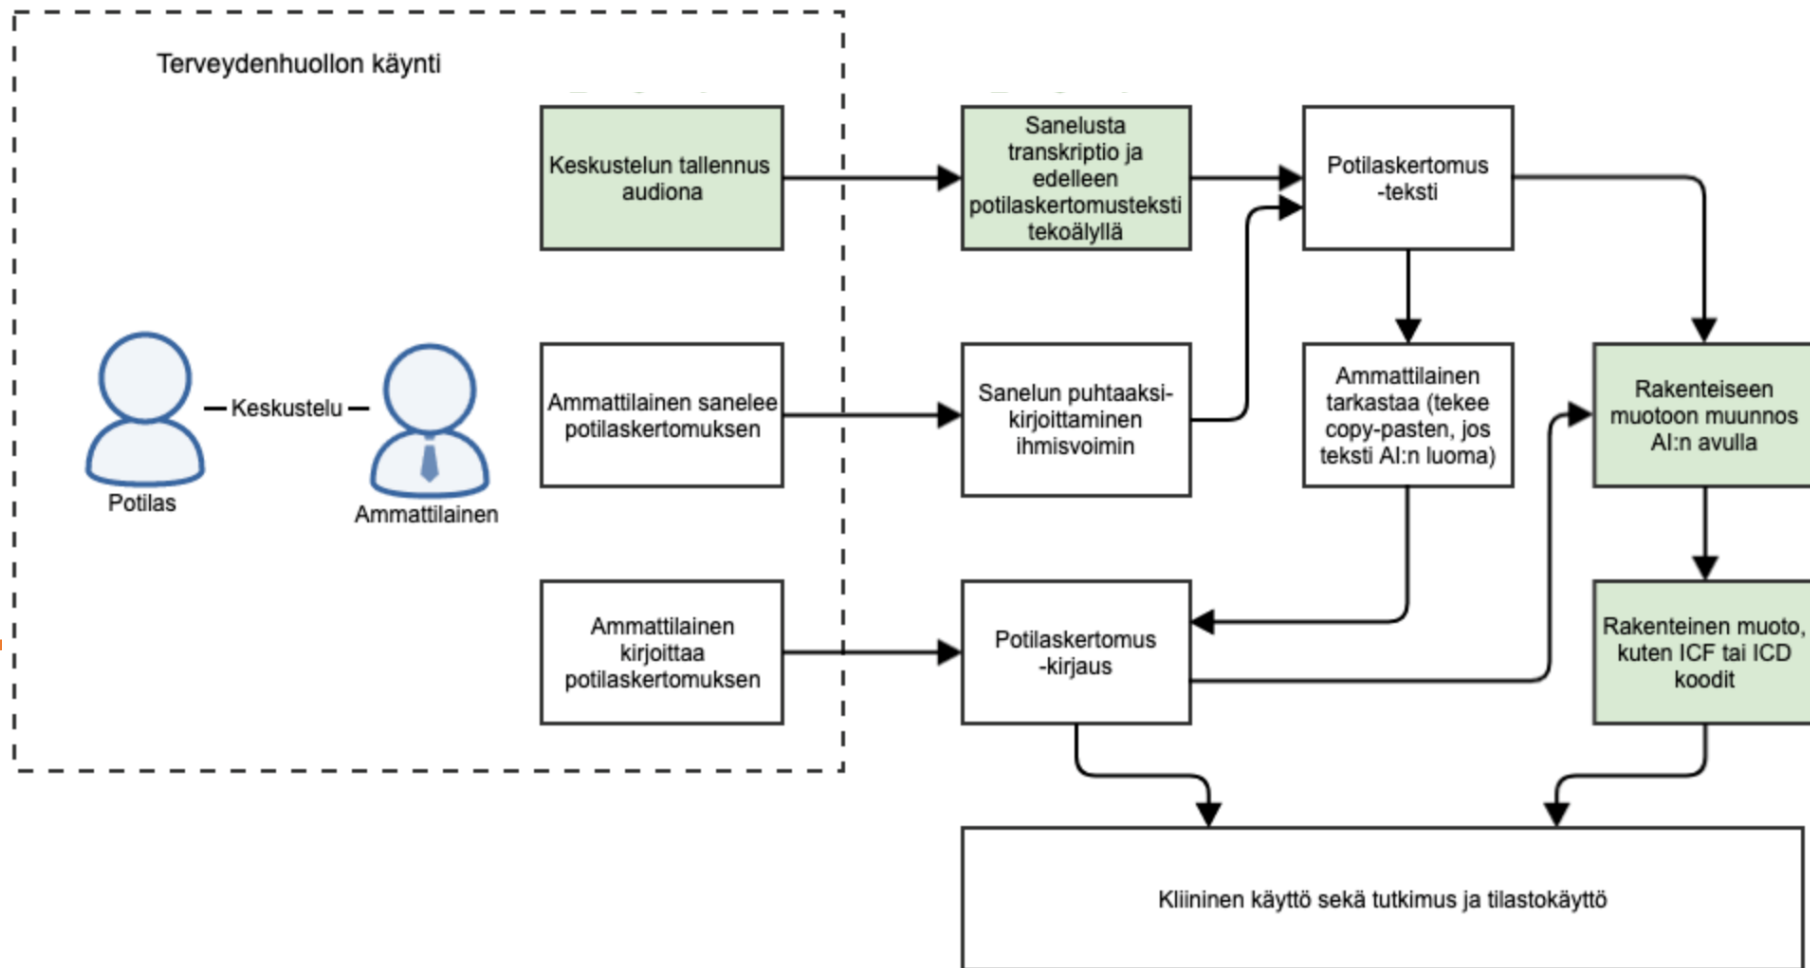 Terveydenhuollon käynti
Keskustelun tallennus
audiona
Sanelusta
transkriptio ja
edelleen
potilaskertomusteksti
tekoälyllä
Potilaskertomus
-teksti
Potilas
Keskustelu
Ammattilainen
Ammattilainen sanelee
potilaskertomuksen
Sanelun puhtaaksi-
kirjoittaminen
ihmisvoimin
Ammattilainen
tarkastaa (tekee
copy-pasten, jos
teksti AI:n luoma)
Rakenteiseen
muotoon muunnos
AI:n avulla
Ammattilainen
kirjoittaa
potilaskertomuksen
Potilaskertomus
-kirjaus
Rakenteinen muoto,
kuten ICF tai ICD
koodit
Kliininen käyttö sekä tutkimus ja tilastokäyttö